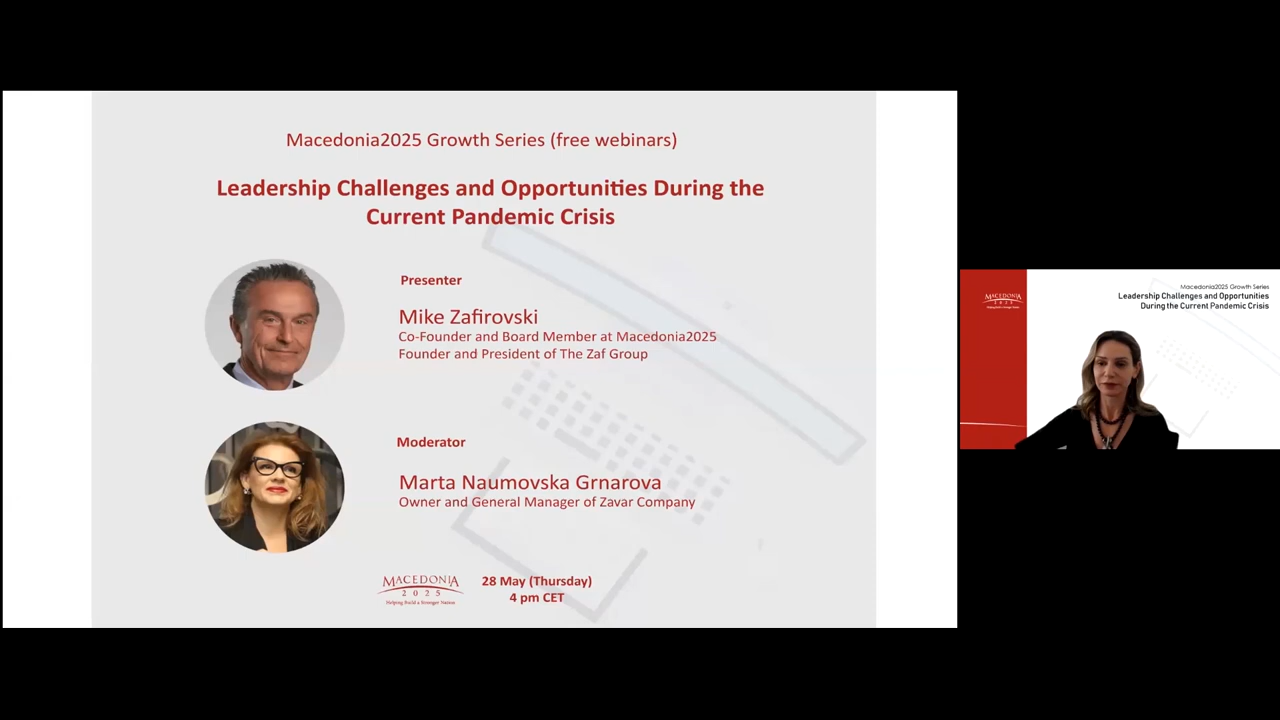 Macedonia2025 Growth Series (free webinars)
Leadership Challenges and Opportunities During the
Current Pandemic Crisis
Presenter
Mike Zafirovski
Co-Founder and Board Member at Macedonia2025
Founder and President of The Zaf Group
Moderator
Marta Naumovska Grnarova
Owner and General Manager of Zavar Company
MACEDONIA
2025
Helping Build a Stronger Nation
28 May (Thursday)
4 pm CET
Macedonia2025 Growth Series
Leadership Challenges and Opportunities
During the Current Pandemic Crisis
MACEDONIA
2025